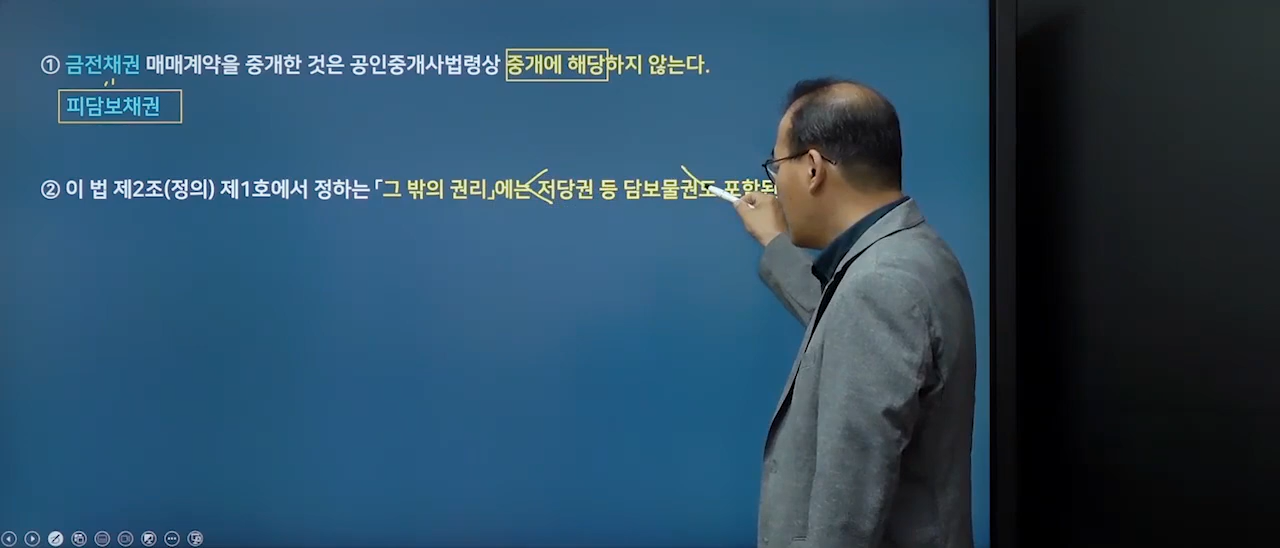 ① 금전채권 매매계약을 중개한 것은 공인중개사법령상 중개에 해당하지 않는다.
피담보채권
② 이 법 제2조(정의) 제1호에서 정하는 「그 밖의 권리」에는 저당권 등 담보물권도